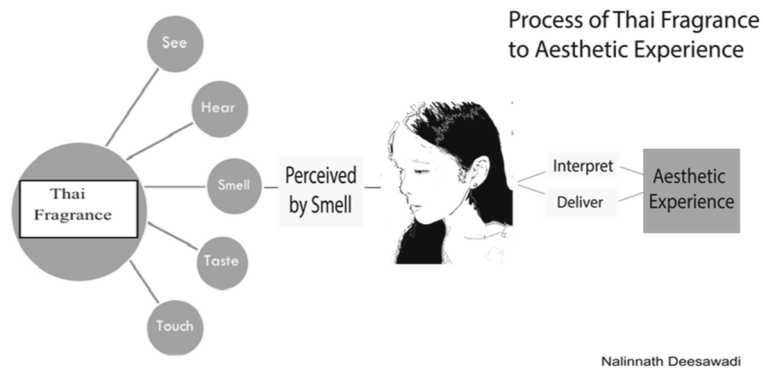 Process of Thai Fragrance
to Aesthetic Experience
See
Hear
Thai
Fragrance
Smell
Taste
Touch
Perceived
by Smell
Interpret
Deliver
Aesthetic
Experience
Nalinnath Deesawadi